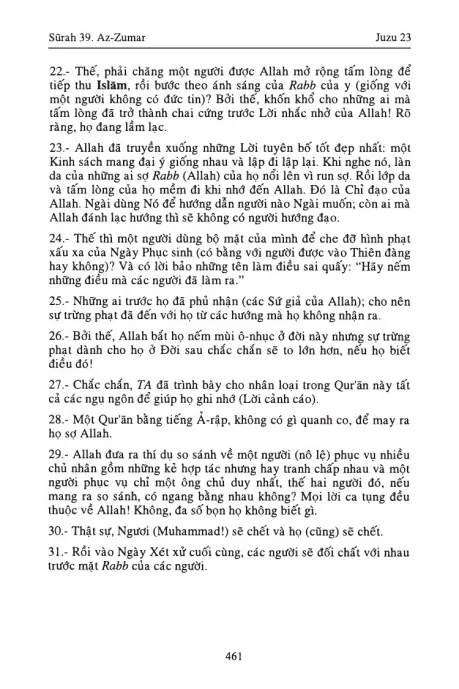 Sūrah 39. Az-Zumar Juzu 23
22.- Thế, phải chăng một người được Allah mở rộng tấm lòng để
tiếp thu Islām, rồi bước theo ánh sáng của Rabb của y (giống với
một người không có đức tin)? Bởi thế, khốn khổ cho những ai mà
tấm lòng đã trở thành chai cứng trước Lời nhắc nhở của Allah! Rõ
ràng, họ đang lầm lạc.
23.- Allah đã truyền xuống những Lời tuyên bố tốt đẹp nhất: một
Kinh sách mang đại ý giống nhau và lập đi lập lại. Khi nghe nó, làn
da của những ai sợ Rabb (Allah) của họ nổi lên vì run sợ. Rồi lớp da
và tấm lòng của họ mềm đi khi nhớ đến Allah. Đó là Chỉ đạo của
Allah. Ngài dùng Nó để hướng dẫn người nào Ngài muốn; còn ai mà
Allah đánh lạc hướng thì sẽ không có người hướng đạo.
24.- Thế thì một người dùng bộ mặt của mình để che đỡ hình phạt
xấu xa của Ngày Phục sinh (có bằng với người được vào Thiên đàng
hay không)? Và có lời bảo những tên làm điều sai quấy: “Hãy nếm
những điều mà các người đã làm ra.”
25.- Những ai trước họ đã phủ nhận (các Sứ giả của Allah); cho nên
sự trừng phạt đã đến với họ từ các hướng mà họ không nhận ra.
26.- Bởi thế, Allah bắt họ nếm mùi ô-nhục ở đời này nhưng sự trừng
phạt dành cho họ ở Đời sau chắc chắn sẽ to lớn hơn, nếu họ biết
điều đó!
27.- Chắc chắn, TA đã trình bày cho nhân loại trong Qur'ān này tất
cả các ngụ ngôn để giúp họ ghi nhớ (Lời cảnh cáo).
28.- Một Qur'ān bằng tiếng Ả-rập, không có gì quanh co, để may ra
họ sợ Allah.
29.- Allah đưa ra thí dụ so sánh về một người (nô lệ) phục vụ nhiều
chủ nhân gồm những kẻ hợp tác nhưng hay tranh chấp nhau và một
người phục vụ chỉ một ông chủ duy nhất, thế hai người đó, nếu
mang ra so sánh, có ngang bằng nhau không? Mọi lời ca tụng đều
thuộc về Allah! Không, đa số bọn họ không biết gì.
30.- Thật sự, Ngươi (Muhammad!) sẽ chết và họ (cũng) sẽ chết.
31.- Rồi vào Ngày Xét xử cuối cùng, các người sẽ đối chất với nhau
trước mặt Rabb của các người.
461